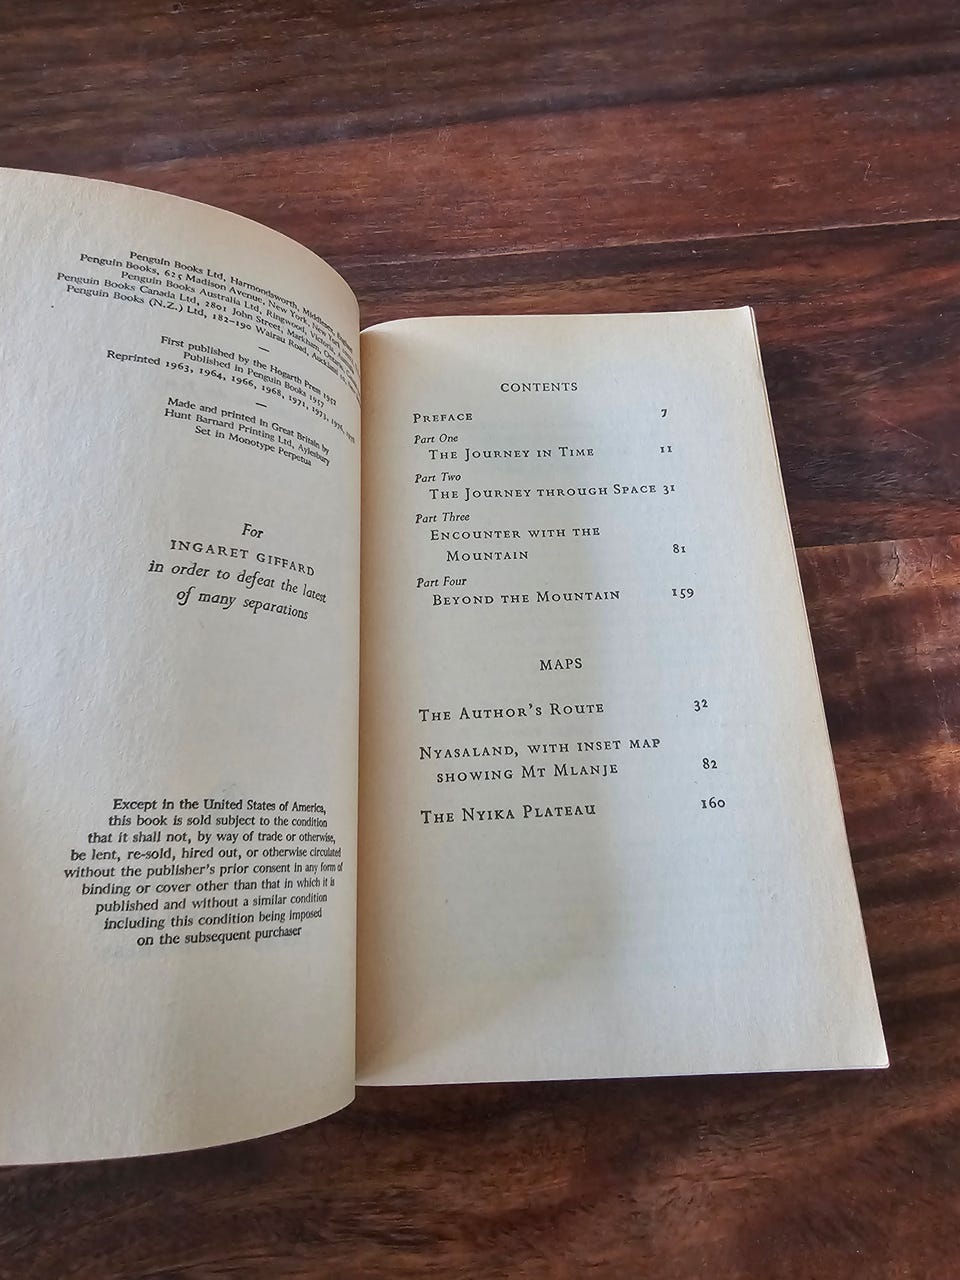 Penguin Books Ltd, Harmondsworth, Middlesex, England
Penguin Books, 625 Madison Avenue, New York, New York
Penguin Books Australia Ltd, Ringwood, Victoria, Australia
Penguin Books Canada Ltd, 2801 John Street, Markham, Ontario, Canada
Penguin Books (N.Z.) Ltd, 182–190 Wairau Road, Auckland 10,
—
First published by the Hogarth Press 1952
Published in Penguin Books 1957
Reprinted 1963, 1964, 1966, 1968, 1971, 1973, 1976, 1978
—
Made and printed in Great Britain by
Hunt Barnard Printing Ltd, Aylesbury
Set in Monotype Perpetua
For
INGARET GIFFARD
in order to defeat the latest
of many separations
Except in the United States of America,
this book is sold subject to the condition
that it shall not, by way of trade or otherwise,
be lent, re-sold, hired out, or otherwise circulated
without the publisher's prior consent in any form of
binding or cover other than that in which it is
published and without a similar condition
including this condition being imposed
on the subsequent purchaser
CONTENTS
PREFACE 7
Part One
THE JOURNEY IN TIME 11
Part Two
THE JOURNEY THROUGH SPACE 31
Part Three
ENCOUNTER WITH THE
MOUNTAIN 81
Part Four
BEYOND THE MOUNTAIN 159
MAPS
THE AUTHOR'S ROUTE 32
NYASALAND, WITH INSET MAP
SHOWING MT MLANJE 82
THE NYIKA PLATEAU 160